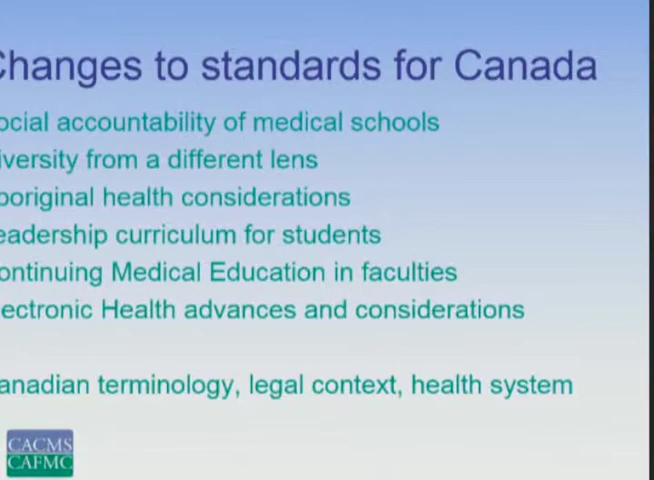 Changes to standards for Canada
ocial accountability of medical schools
iversity from a different lens
boriginal health considerations
eadership curriculum for students
ontinuing Medical Education in faculties
lectronic Health advances and considerations
anadian terminology, legal context, health system
CACMS
CAFMC